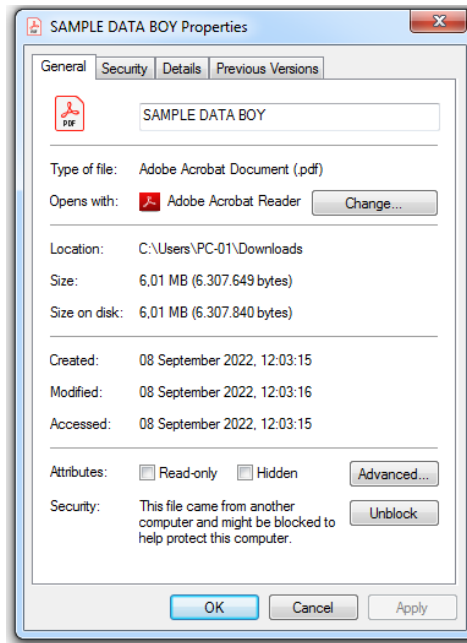 SAMPLE DATA BOY Properties
X
General Security Details Previous Versions
PDF
SAMPLE DATA BOY
Type of file: Adobe Acrobat Document (.pdf)
Opens with: Adobe Acrobat Reader Change...
Location: C:\Users\PC-01\Downloads
Size: 6,01 MB (6.307.649 bytes)
Size on disk: 6,01 MB (6.307.840 bytes)
Created: 08 September 2022, 12:03:15
Modified: 08 September 2022, 12:03:16
Accessed: 08 September 2022, 12:03:15
Attributes: Read-only Hidden Advanced...
Security: This file came from another
computer and might be blocked to
help protect this computer.
Unblock
OK Cancel Apply